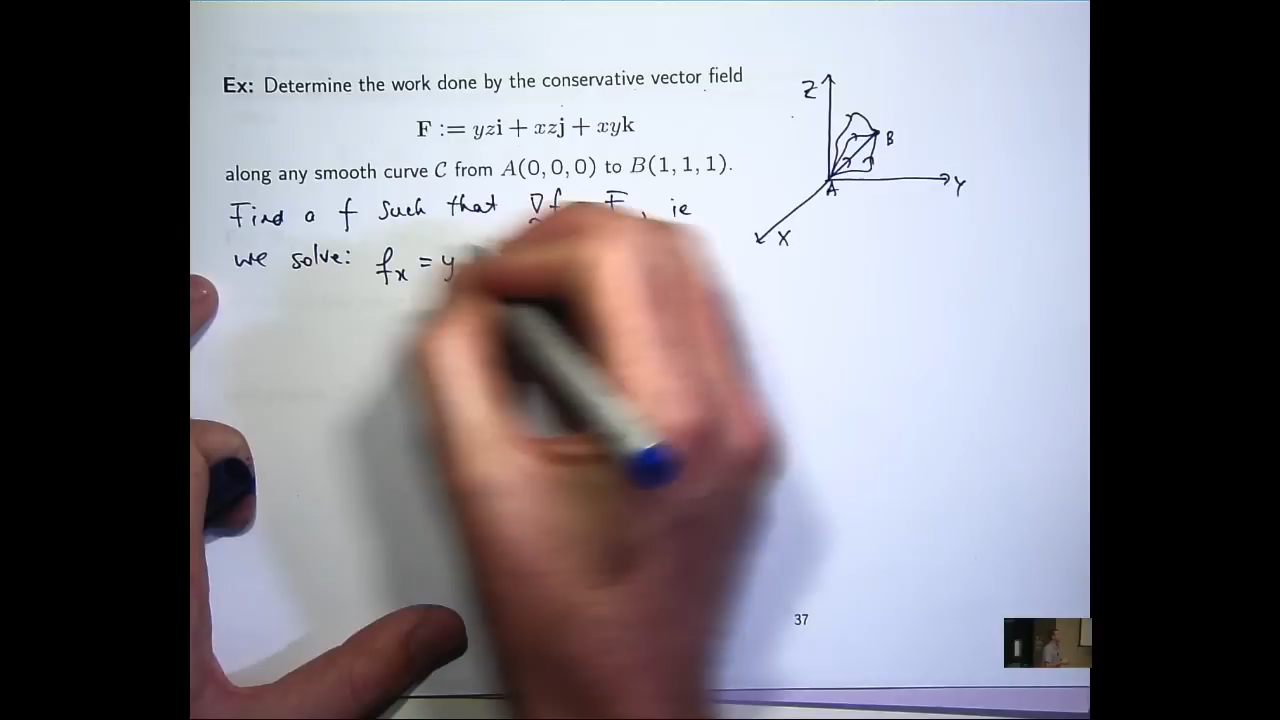 Ex: Determine the work done by the conservative vector field
F := yzi + xzj + xyk
along any smooth curve C from A(0, 0, 0) to B(1, 1, 1).
Find a f such that ∇f F, ie
we solve: fx = y
Z
B
A
Y
X
37